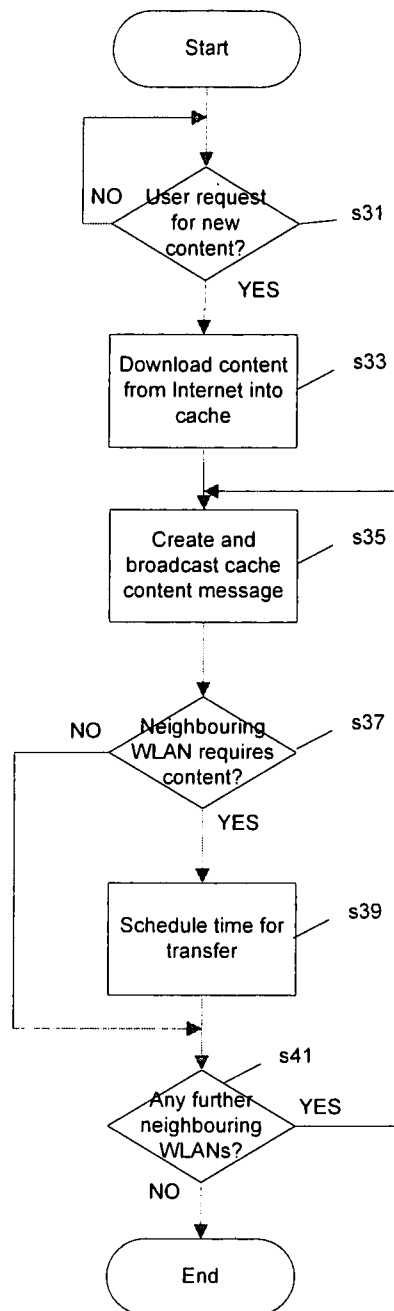 Start
NO
User request
for new
content?
s31
YES
Download content
from Internet into
cache
s33
Create and
broadcast cache
content message
s35
NO
Neighbouring
WLAN requires
content?
s37
YES
Schedule time for
transfer
s39
s41
Any further
neighbouring
WLANs?
YES
NO
End